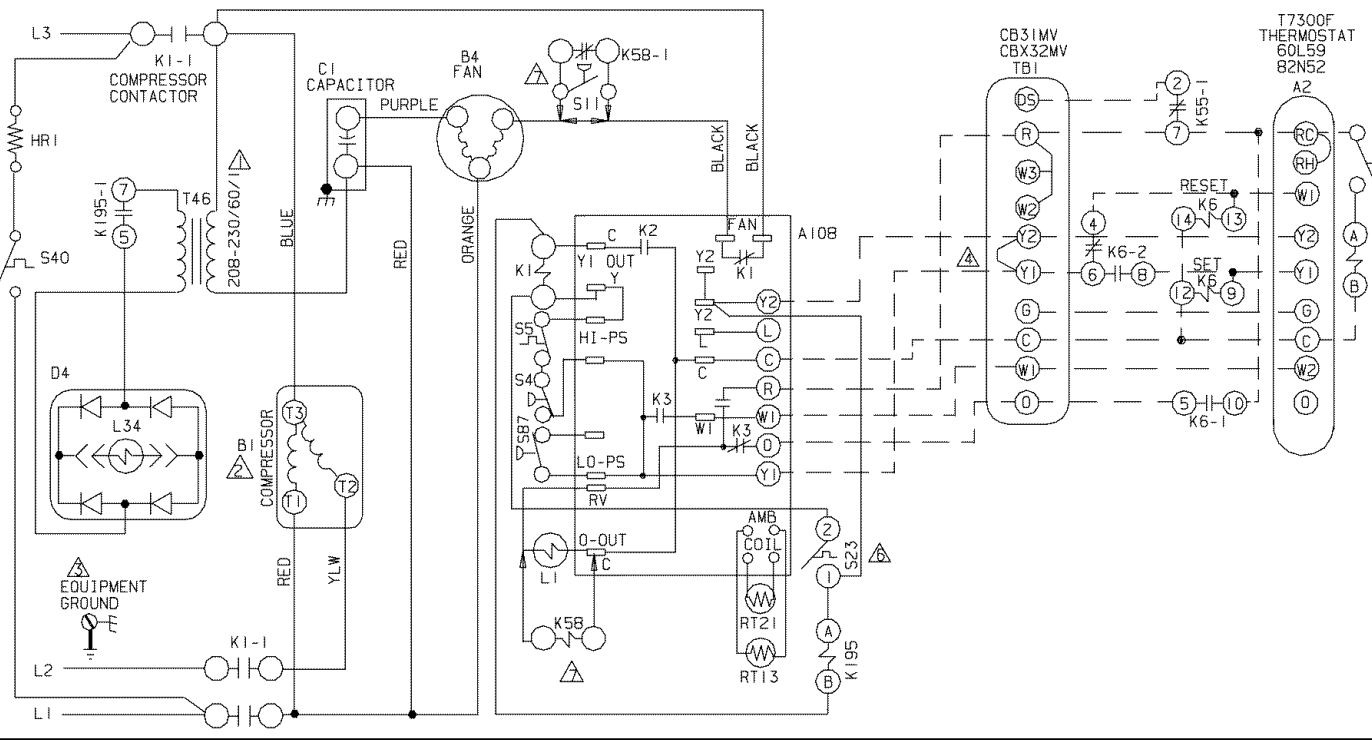 L3
K1-1
COMPRESSOR
CONTACTOR
HR1
S40
K195-1
7
5
T46
208-230/60/1
1
BLUE
C1
CAPACITOR
PURPLE
RED
B4
FAN
ORANGE
7
K58-1
S11
BLACK
BLACK
D4
L34
B1
2
COMPRESSOR
T3
T2
T1
RED
YLW
3
EQUIPMENT
GROUND
L2
K1-1
L1
A108
FAN
K1
K1
C
K2
Y1
OUT
Y
S5
HI-PS
S4
S87
LO-PS
RV
O-OUT
C
L1
K58
7
K3
W1
K3
Y2
Y2
L
C
Y2
L
C
R
W1
O
Y1
AMB
COIL
RT21
RT13
2
S23
6
1
A
K195
B
CB31MV
CBX32MV
TB1
DS
R
W3
W2
Y2
Y1
G
C
W1
O
4
2
K55-1
7
RESET
K6
14
13
4
K6-2
6
8
SET
K6
12
9
5
10
K6-1
T7300F
THERMOSTAT
60L59
82N52
A2
RC
RH
W1
Y2
Y1
G
C
W2
O
A
B